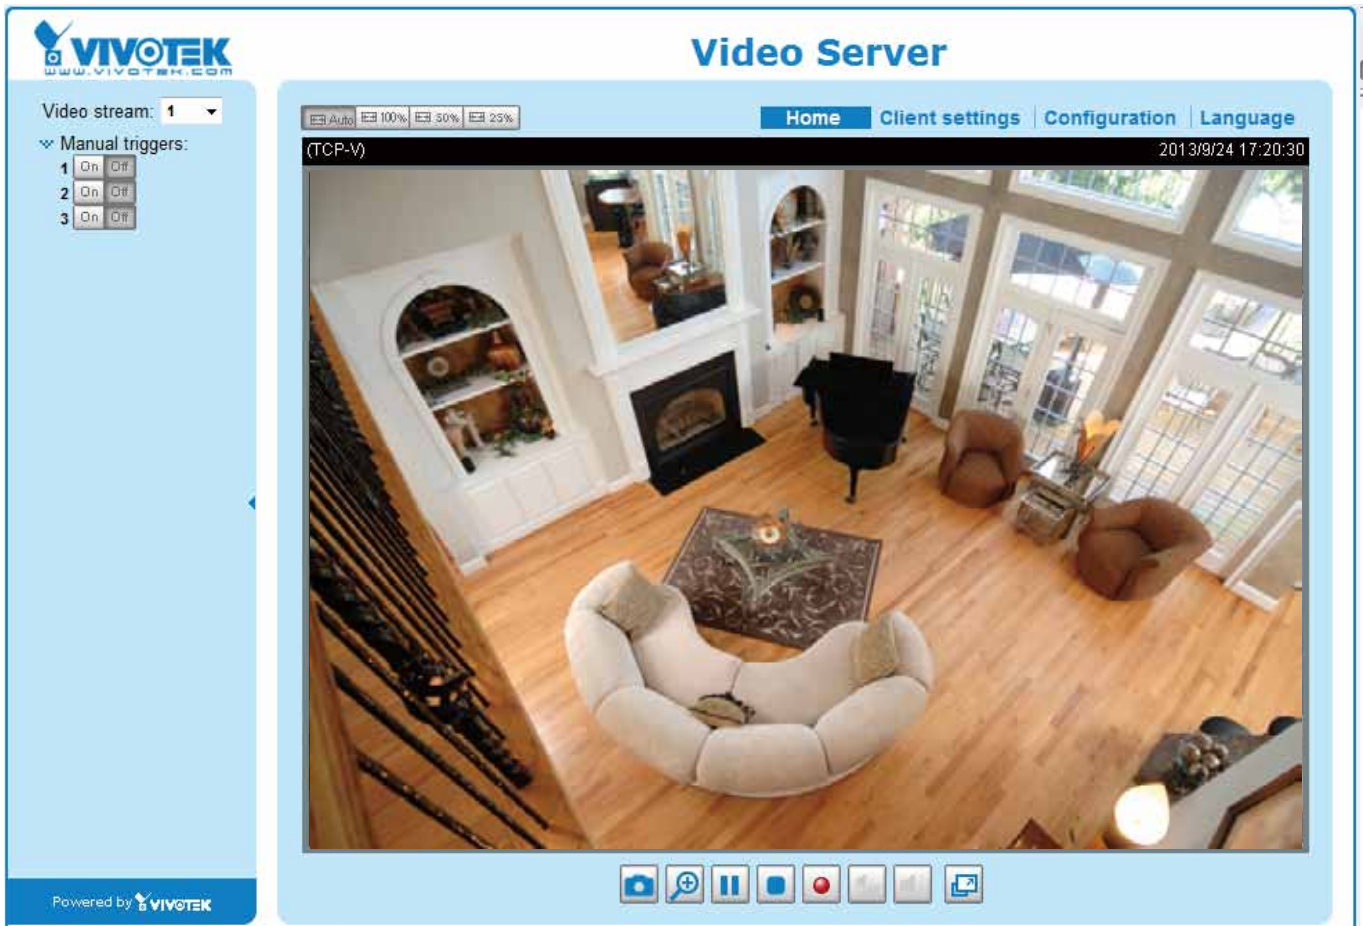 VIVOTEK
www.vivotek.com
Video Server
Video stream: 1
Manual triggers:
1 On Off
2 On Off
3 On Off
Auto 100% 50% 25%
Home Client settings Configuration Language
(TCP-V) 2013/9/24 17:20:30
Powered by VIVOTEK